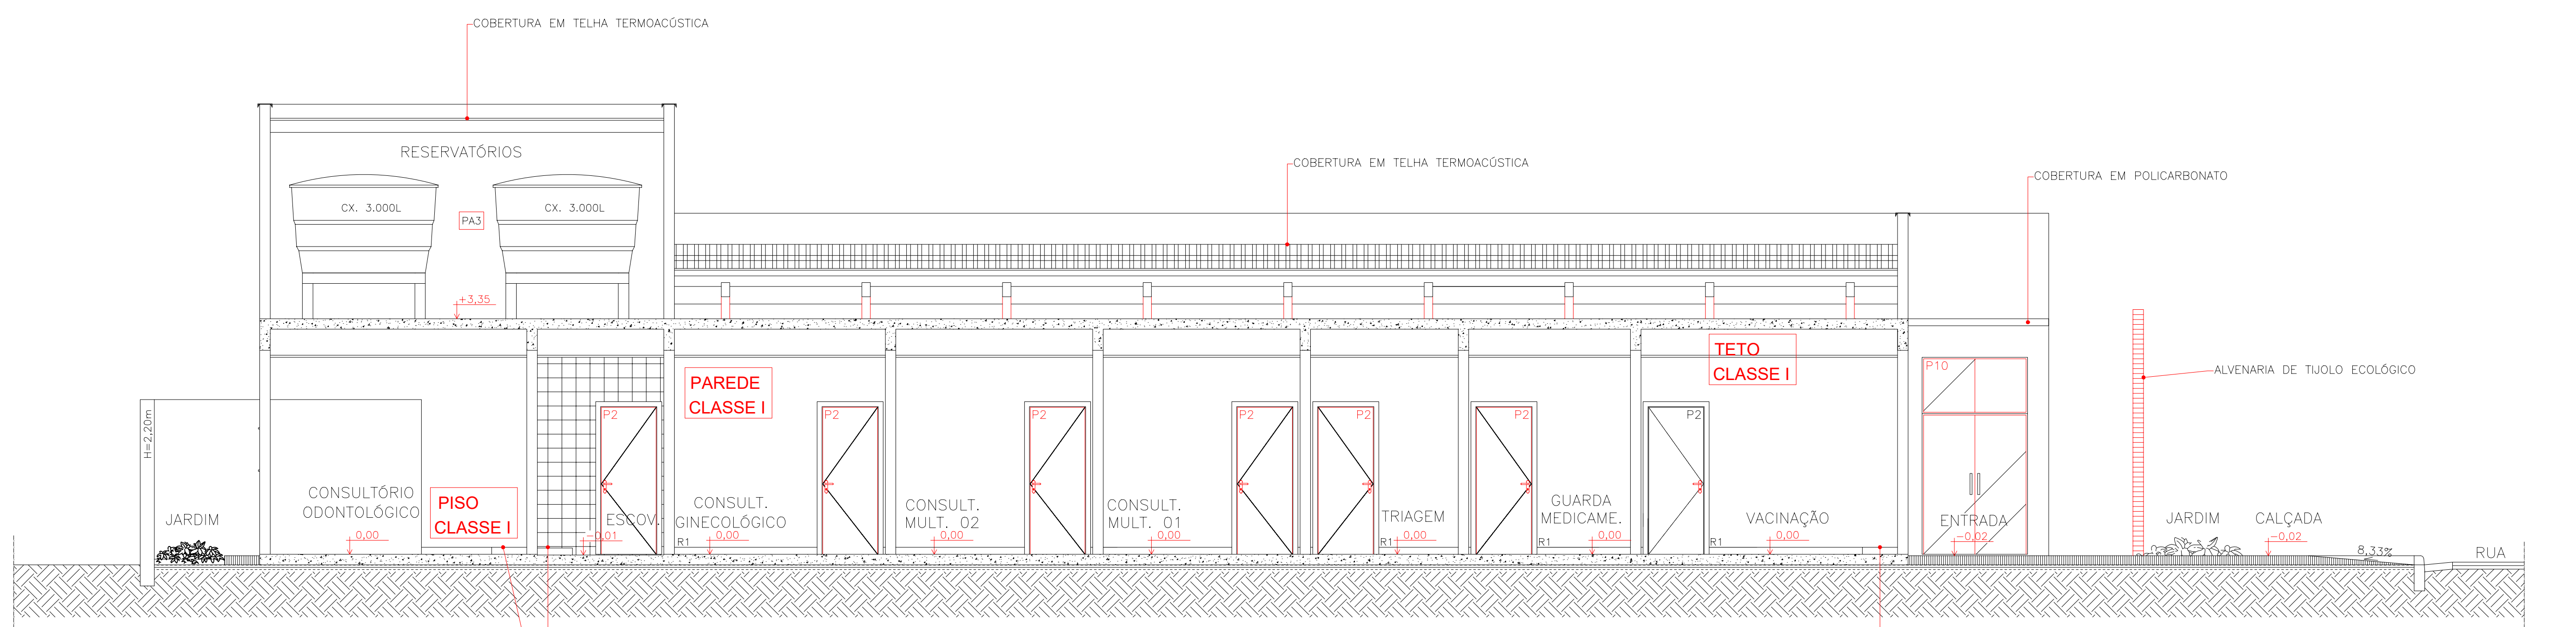 COBERTURA EM TELHA TERMOACÚSTICA
RESERVATÓRIOS
COBERTURA EM TELHA TERMOACÚSTICA
COBERTURA EM POLICARBONATO
CX. 3.000L
PA3
CX. 3.000L
+3,35
TETO
CLASSE I
PAREDE
CLASSE I
P10
ALVENARIA DE TIJOLO ECOLÓGICO
H=2,20m
P2
P2
P2
P2
P2
P2
P2
CONSULTÓRIO
ODONTOLÓGICO
PISO
CLASSE I
CONSULT.
GINECOLÓGICO
CONSULT.
MULT. 02
CONSULT.
MULT. 01
GUARDA
MEDICAME.
JARDIM
ESCOV.
TRIAGEM
VACINAÇÃO
ENTRADA
JARDIM
CALÇADA
0,00
-0,01
R1
0,00
0,00
0,00
R1
0,00
R1
0,00
R1
0,00
-0,02
-0,02
8,33%
RUA